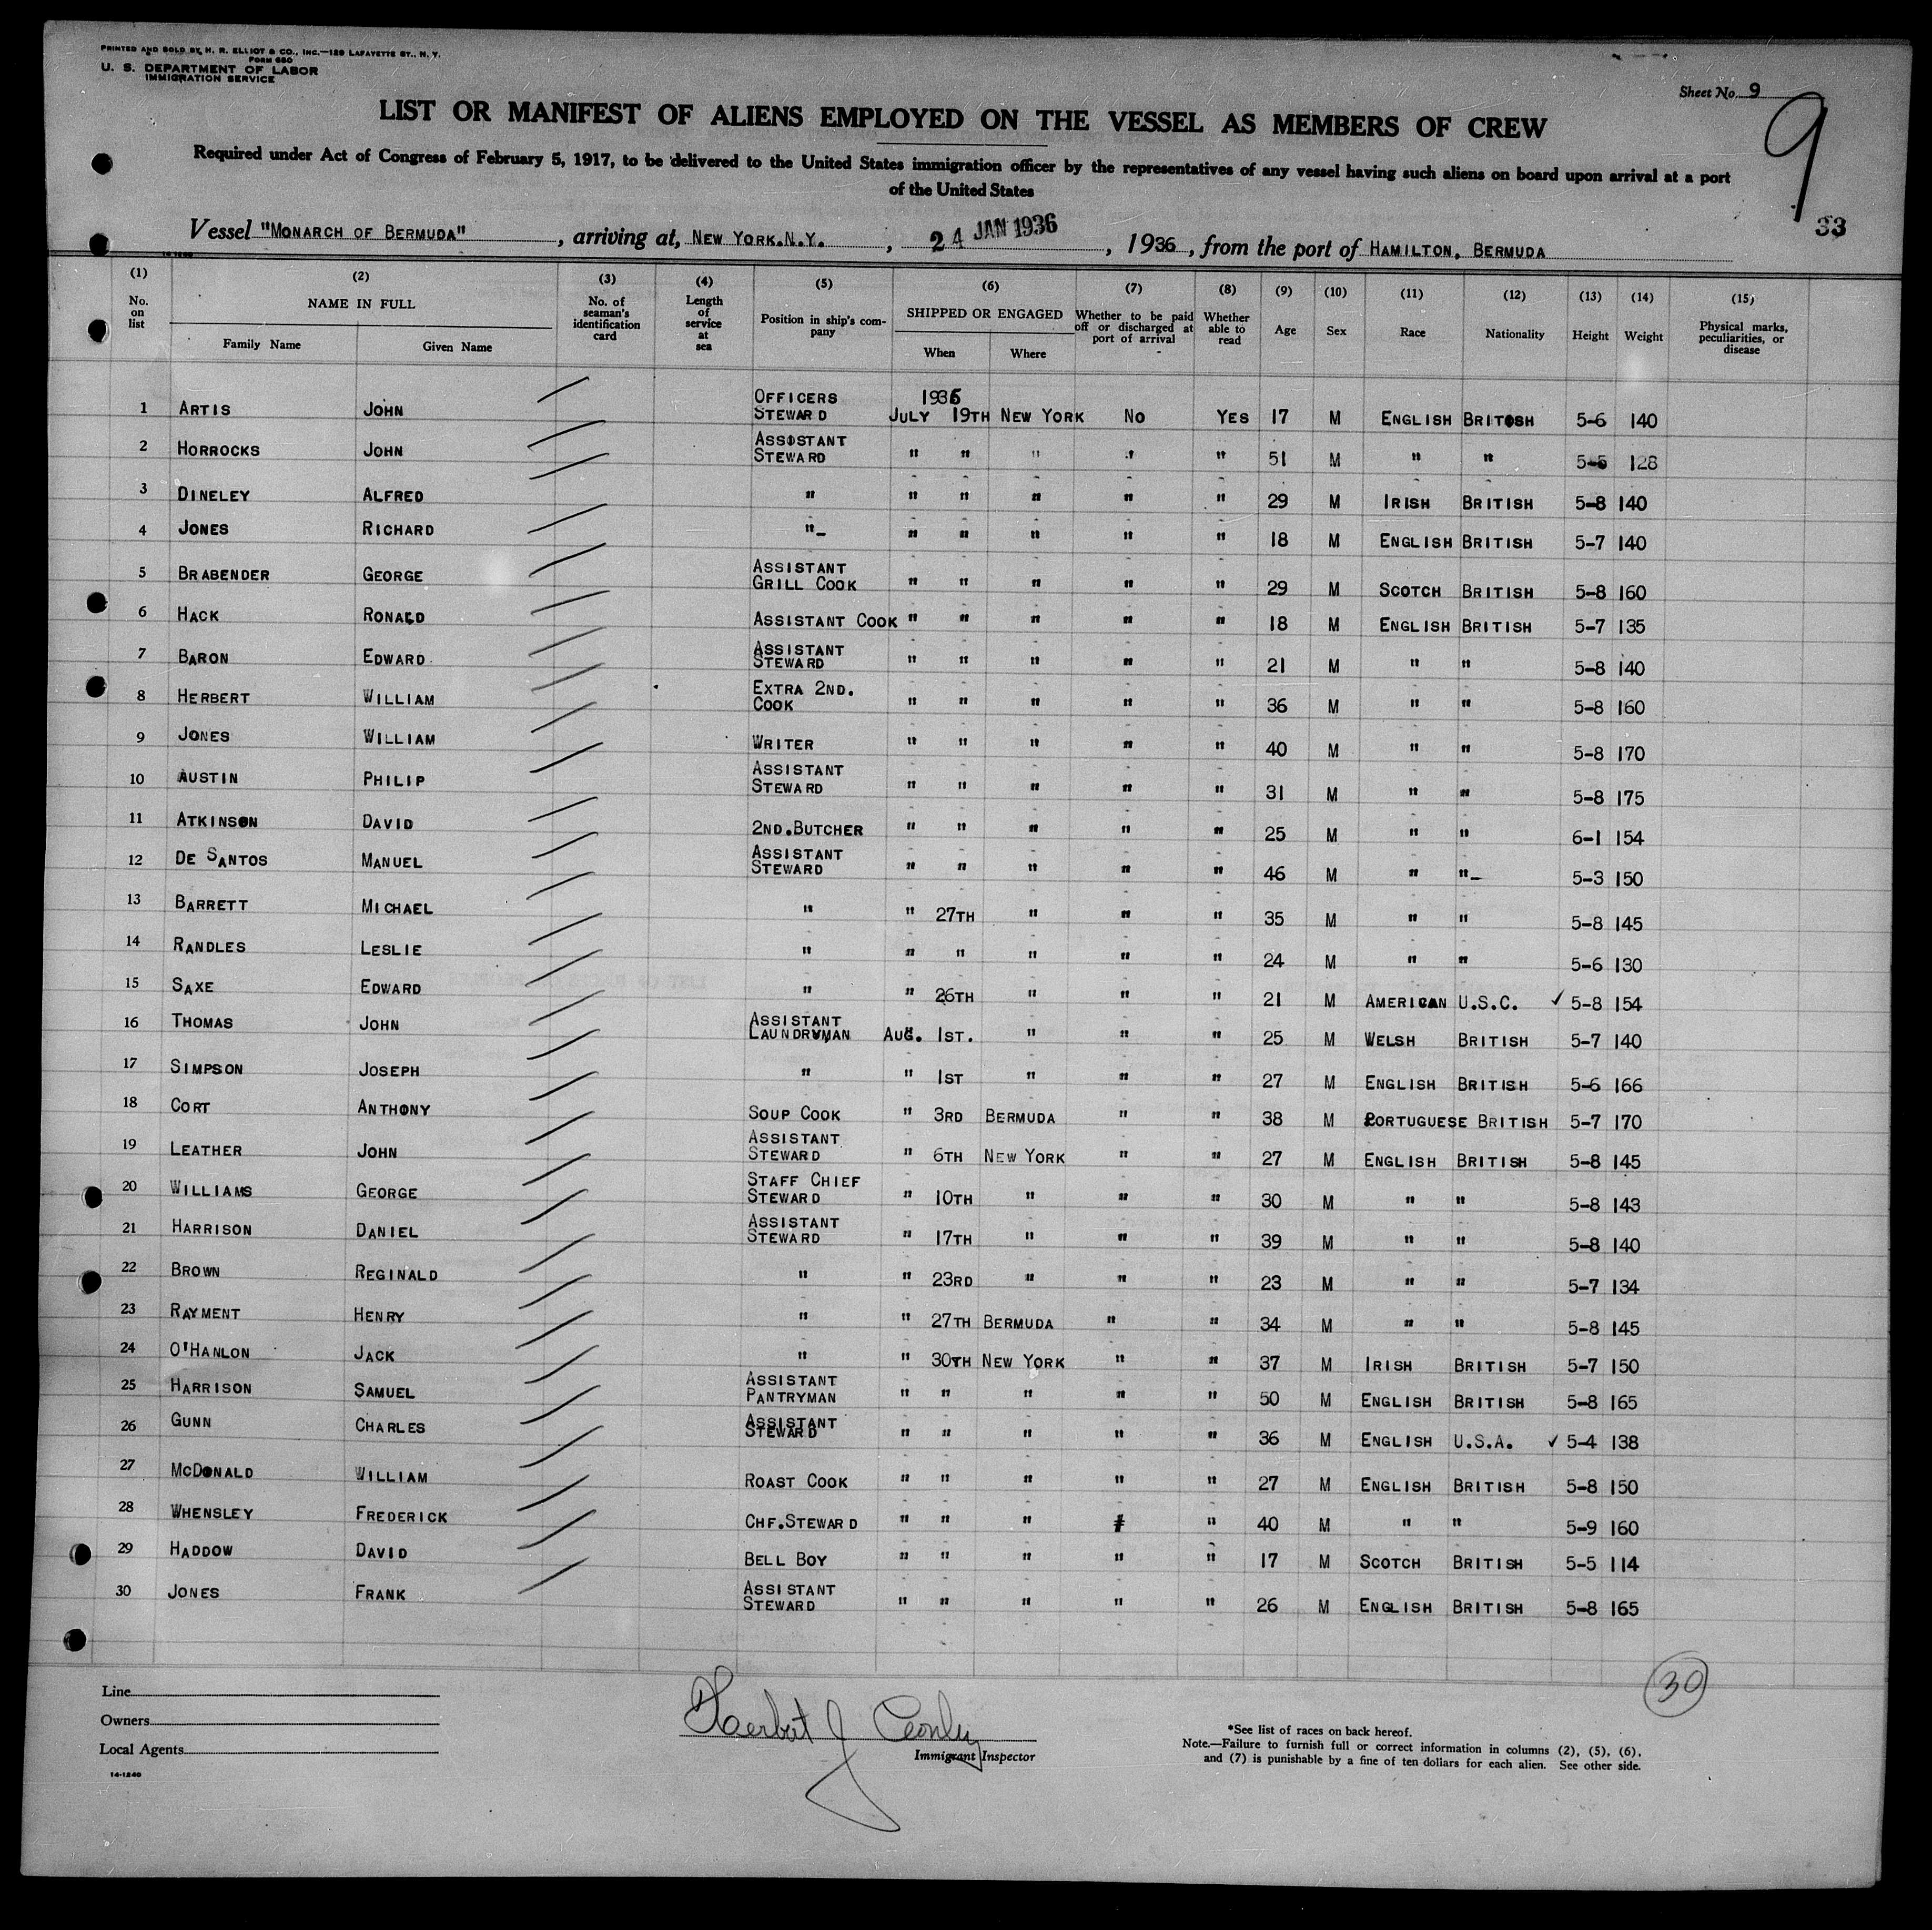 PRINTED AND SOLD BY H. R. ELLIOT & CO., INC.—129 LAFAYETTE ST., N. Y.
FORM 680
U. S. DEPARTMENT OF LABOR
IMMIGRATION SERVICE
Sheet No. 9
9
LIST OR MANIFEST OF ALIENS EMPLOYED ON THE VESSEL AS MEMBERS OF CREW
Required under Act of Congress of February 5, 1917, to be delivered to the United States immigration officer by the representatives of any vessel having such aliens on board upon arrival at a port
of the United States
33
Vessel "MONARCH OF BERMUDA" , arriving at, NEW YORK.N.Y. , 24 JAN 1936 , 1936, from the port of HAMILTON, BERMUDA
14-1240
(1) No. on list (2) NAME IN FULL Family Name Given Name (3) No. of seaman's identification card (4) Length of service at sea (5) Position in ship's company (6) SHIPPED OR ENGAGED When Where (7) Whether to be paid off or discharged at port of arrival (8) Whether able to read (9) Age (10) Sex (11) Race (12) Nationality (13) Height (14) Weight (15) Physical marks, peculiarities, or disease
1 ARTIS JOHN OFFICERS STEWARD 1935 JULY 19TH NEW YORK NO YES 17 M ENGLISH BRITOSH 5-6 140
2 HORROCKS JOHN ASSOSTANT STEWARD " " " " " 51 M " " 5-5 128
3 DINELEY ALFRED " " " " " " 29 M IRISH BRITISH 5-8 140
4 JONES RICHARD "- " " " " " 18 M ENGLISH BRITISH 5-7 140
5 BRABENDER GEORGE ASSISTANT GRILL COOK " " " " " 29 M SCOTCH BRITISH 5-8 160
6 HACK RONALD ASSISTANT COOK " " " " " 18 M ENGLISH BRITISH 5-7 135
7 BARON EDWARD ASSISTANT STEWARD " " " " " 21 M " " 5-8 140
8 HERBERT WILLIAM EXTRA 2ND. COOK " " " " " 36 M " " 5-8 160
9 JONES WILLIAM WRITER " " " " " 40 M " " 5-8 170
10 AUSTIN PHILIP ASSISTANT STEWARD " " " " " 31 M " " 5-8 175
11 ATKINSON DAVID 2ND.BUTCHER " " " " " 25 M " " 6-1 154
12 DE SANTOS MANUEL ASSISTANT STEWARD " " " " " 46 M " "- 5-3 150
13 BARRETT MICHAEL " " 27TH " " " 35 M " " 5-8 145
14 RANDLES LESLIE " " " " " " 24 M " " 5-6 130
15 SAXE EDWARD " " 26TH " " " 21 M AMERICAN U.S.C. ✓ 5-8 154
16 THOMAS JOHN ASSISTANT LAUNDRYMAN AUG. 1ST. " " " 25 M WELSH BRITISH 5-7 140
17 SIMPSON JOSEPH " " 1ST " " " 27 M ENGLISH BRITISH 5-6 166
18 CORT ANTHONY SOUP COOK " 3RD BERMUDA " " 38 M PORTUGUESE BRITISH 5-7 170
19 LEATHER JOHN ASSISTANT STEWARD " 6TH NEW YORK " " 27 M ENGLISH BRITISH 5-8 145
20 WILLIAMS GEORGE STAFF CHIEF STEWARD " 10TH " " " 30 M " " 5-8 143
21 HARRISON DANIEL ASSISTANT STEWARD " 17TH " " " 39 M " " 5-8 140
22 BROWN REGINALD " " 23RD " " " 23 M " " 5-7 134
23 RAYMENT HENRY " " 27TH BERMUDA " " 34 M " " 5-8 145
24 O'HANLON JACK " " 30TH NEW YORK " " 37 M IRISH BRITISH 5-7 150
25 HARRISON SAMUEL ASSISTANT PANTRYMAN " " " " " 50 M ENGLISH BRITISH 5-8 165
26 GUNN CHARLES ASSISTANT STEWARD " " " " " 36 M ENGLISH U.S.A. ✓ 5-4 138
27 MCDONALD WILLIAM ROAST COOK " " " " " 27 M ENGLISH BRITISH 5-8 150
28 WHENSLEY FREDERICK CHF.STEWARD " " " " " 40 M " " 5-9 160
29 HADDOW DAVID BELL BOY " " " " " 17 M SCOTCH BRITISH 5-5 114
30 JONES FRANK ASSISTANT STEWARD " " " " " 26 M ENGLISH BRITISH 5-8 165
30
Line
Owners
Local Agents
14-1240
Herbert J
Immigrant Inspector
*See list of races on back hereof.
Note.—Failure to furnish full or correct information in columns (2), (5), (6),
and (7) is punishable by a fine of ten dollars for each alien. See other side.